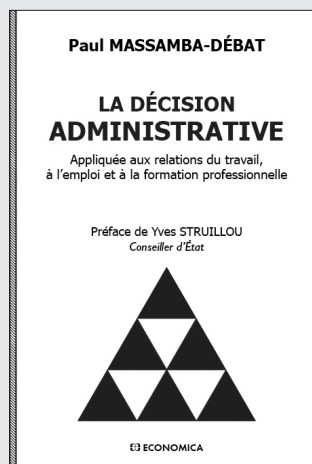 Paul MASSAMBA-DÉBAT
LA DÉCISION
ADMINISTRATIVE
Appliquée aux relations du travail,
à l'emploi et à la formation professionnelle
Préface de Yves STRUILLOU
Conseiller d'État
ECONOMICA